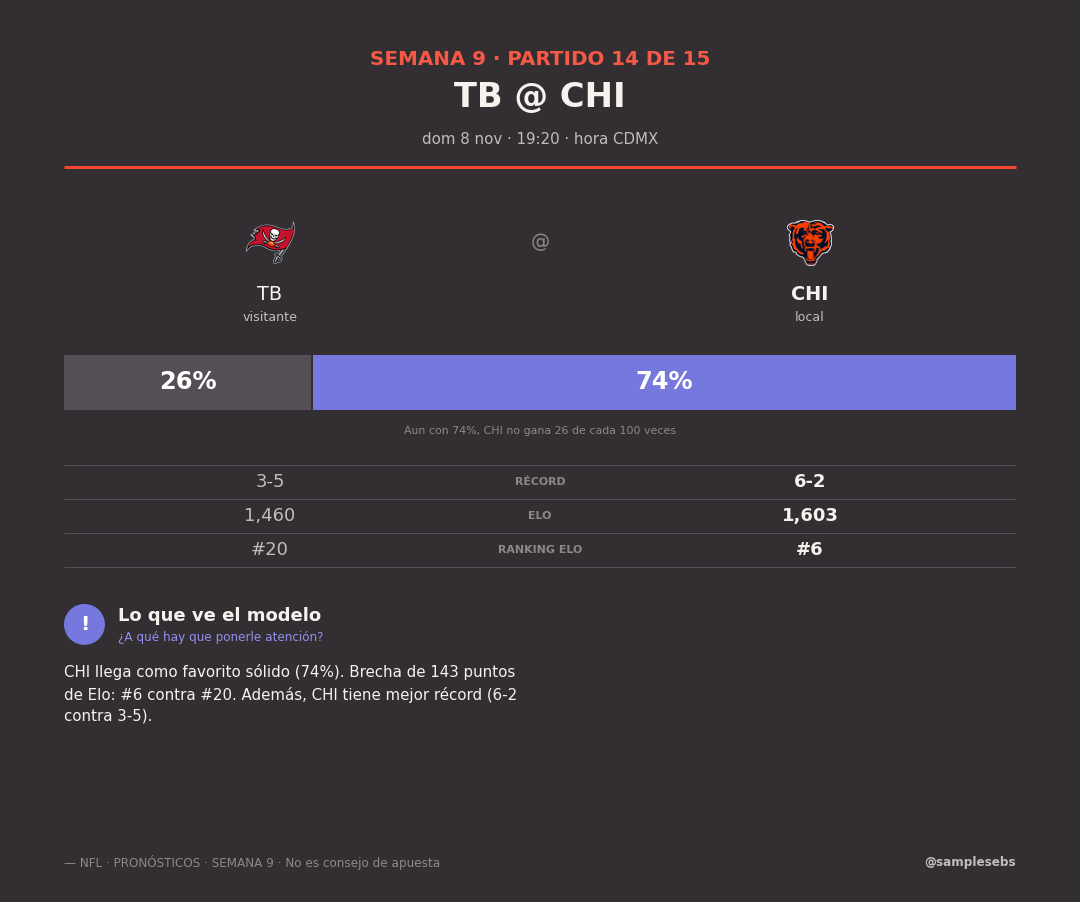 SEMANA 9 · PARTIDO 14 DE 15
TB @ CHI
dom 8 nov · 19:20 · hora CDMX
@
TB
CHI
visitante
local
26%
74%
Aun con 74%, CHI no gana 26 de cada 100 veces
3-5 RÉCORD 6-2
1,460 ELO 1,603
#20 RANKING ELO #6
!
Lo que ve el modelo
¿A qué hay que ponerle atención?
CHI llega como favorito sólido (74%). Brecha de 143 puntos
de Elo: #6 contra #20. Además, CHI tiene mejor récord (6-2
contra 3-5).
— NFL · PRONÓSTICOS · SEMANA 9 · No es consejo de apuesta
@samplesebs